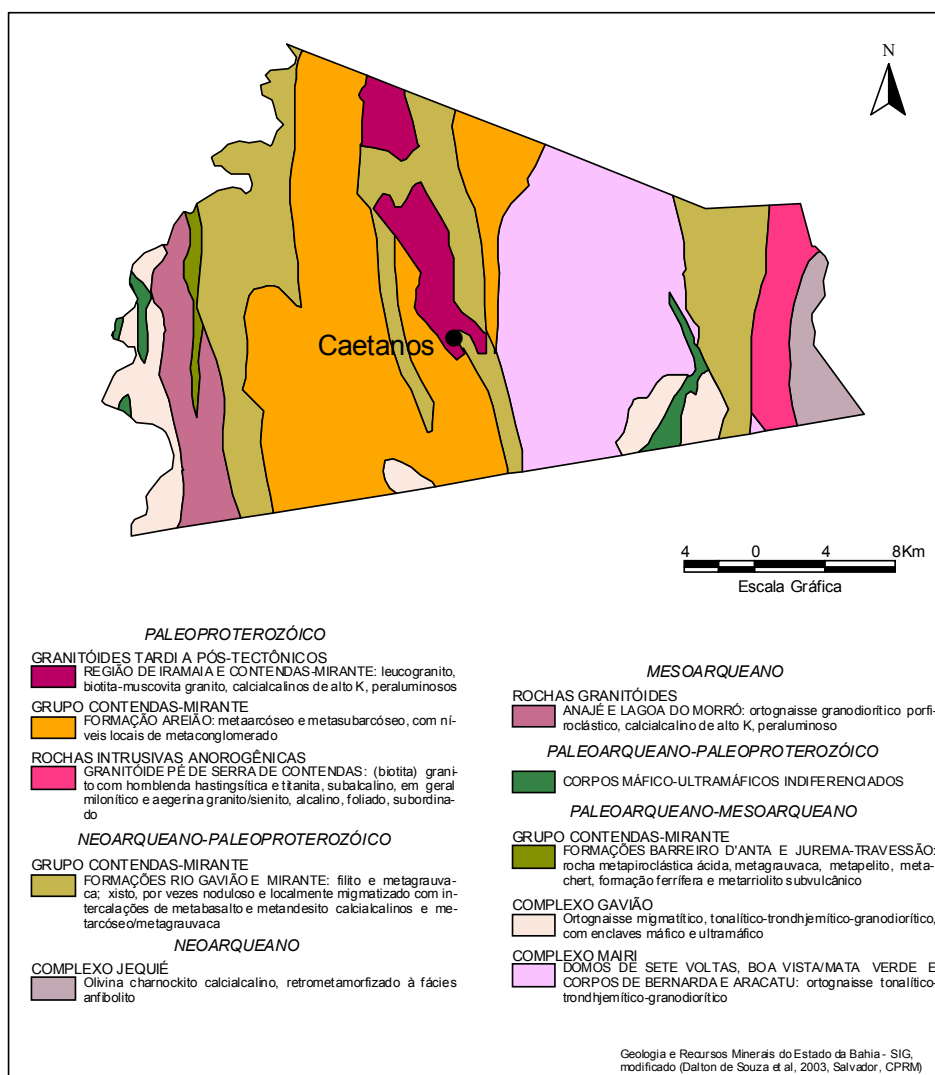 N
Caetanos
4 0 4 8Km
Escala Gráfica
PALEOPROTEROZÓICO
GRANITÓIDES TARDI A PÓS-TECTÔNICOS
REGIÃO DE IRAMAIA E CONTENDAS-MIRANTE: leucogranito,
biotita-muscovita granito, calcialcalinos de alto K, peraluminosos
GRUPO CONTENDAS-MIRANTE
FORMAÇÃO AREIÃO: metaarcóseo e metasubarcóseo, com ní-
veis locais de metaconglomerado
ROCHAS INTRUSIVAS ANOROGÊNICAS
GRANITÓIDE PÉ DE SERRA DE CONTENDAS: (biotita) grani-
to com hornblenda hastingsítica e titanita, subalcalino, em geral
milonítico e aegerina granito/sienito, alcalino, foliado, subordina-
do
NEOARQUEANO-PALEOPROTEROZÓICO
GRUPO CONTENDAS-MIRANTE
FORMAÇÕES RIO GAVIÃO E MIRANTE: filito e metagrauva-
ca; xisto, por vezes noduloso e localmente migmatizado com in-
tercalações de metabasalto e metandesito calcialcalinos e me-
tarcóseo/metagrauvaca
NEOARQUEANO
COMPLEXO JEQUIÉ
Olivina charnockito calcialcalino, retrometamorfizado à fácies
anfibolito
MESOARQUEANO
ROCHAS GRANITÓIDES
ANAJÉ E LAGOA DO MORRÓ: ortognaisse granodiorítico porfi-
roclástico, calcialcalino de alto K, peraluminoso
PALEOARQUEANO-PALEOPROTEROZÓICO
CORPOS MÁFICO-ULTRAMÁFICOS INDIFERENCIADOS
PALEOARQUEANO-MESOARQUEANO
GRUPO CONTENDAS-MIRANTE
FORMAÇÕES BARREIRO D'ANTA E JUREMA-TRAVESSÃO:
rocha metapiroclástica ácida, metagrauvaca, metapelito, meta-
chert, formação ferrífera e metarriolito subvulcânico
COMPLEXO GAVIÃO
Ortognaisse migmatítico, tonalítico-trondhjemítico-granodiorítico,
com enclaves máfico e ultramáfico
COMPLEXO MAIRI
DOMOS DE SETE VOLTAS, BOA VISTA/MATA VERDE E
CORPOS DE BERNARDA E ARACATU: ortognaisse tonalítico-
trondhjemítico-granodiorítico
Geologia e Recursos Minerais do Estado da Bahia - SIG,
modificado (Dalton de Souza et al, 2003, Salvador, CPRM)